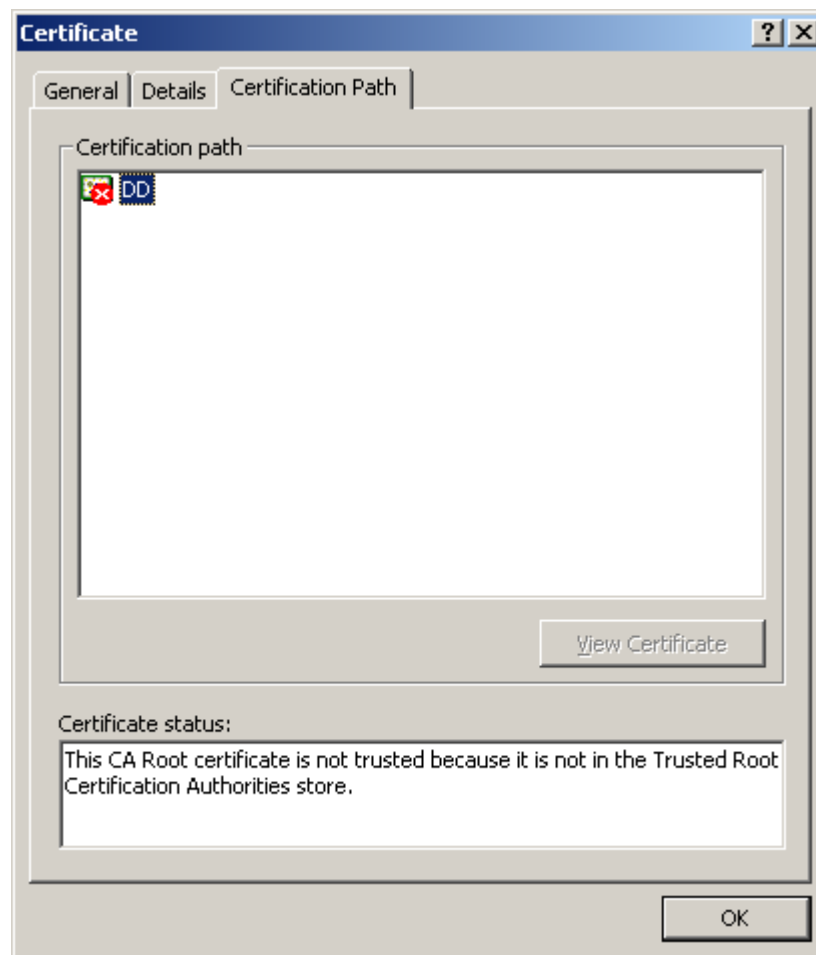 Certificate
General Details Certification Path
Certification path
DD
View Certificate
Certificate status:
This CA Root certificate is not trusted because it is not in the Trusted Root
Certification Authorities store.
OK